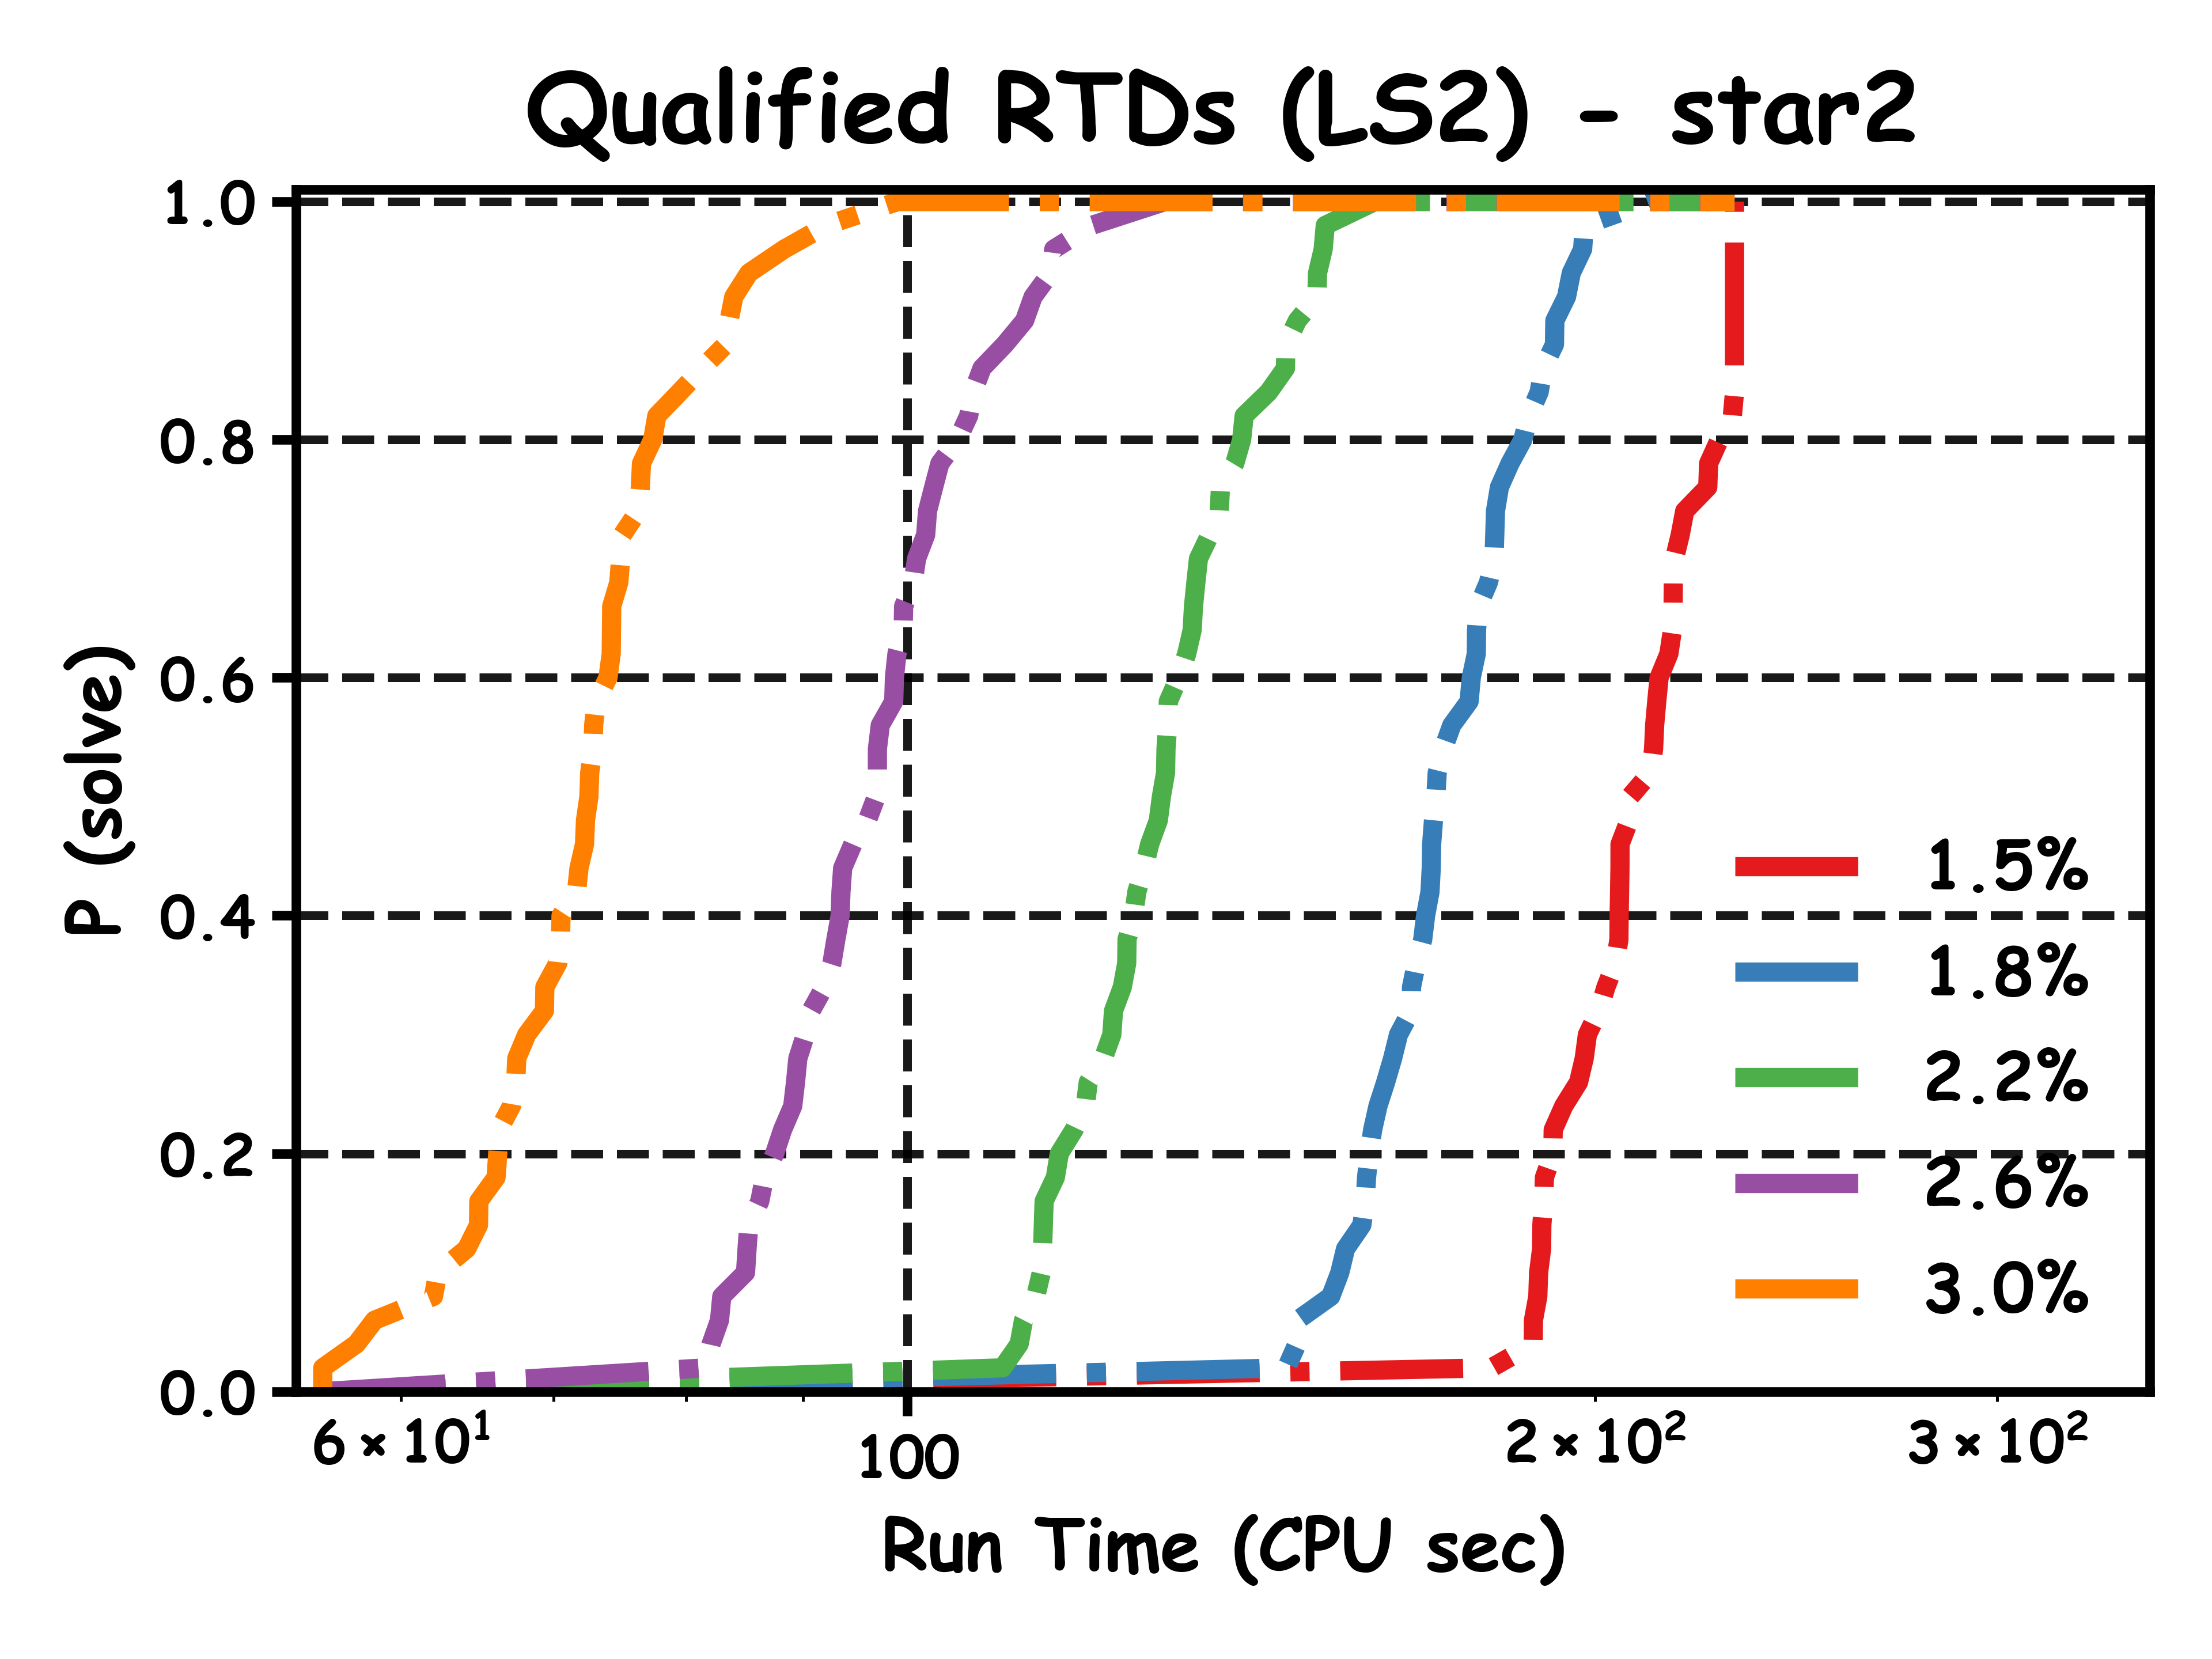 Qualified RTDs (LS2) - star2
1.0
0.8
0.6
0.4
0.2
0.0
P (solve)
1.5%
1.8%
2.2%
2.6%
3.0%
6 × 10¹
100
2 × 10²
3 × 10²
Run Time (CPU sec)